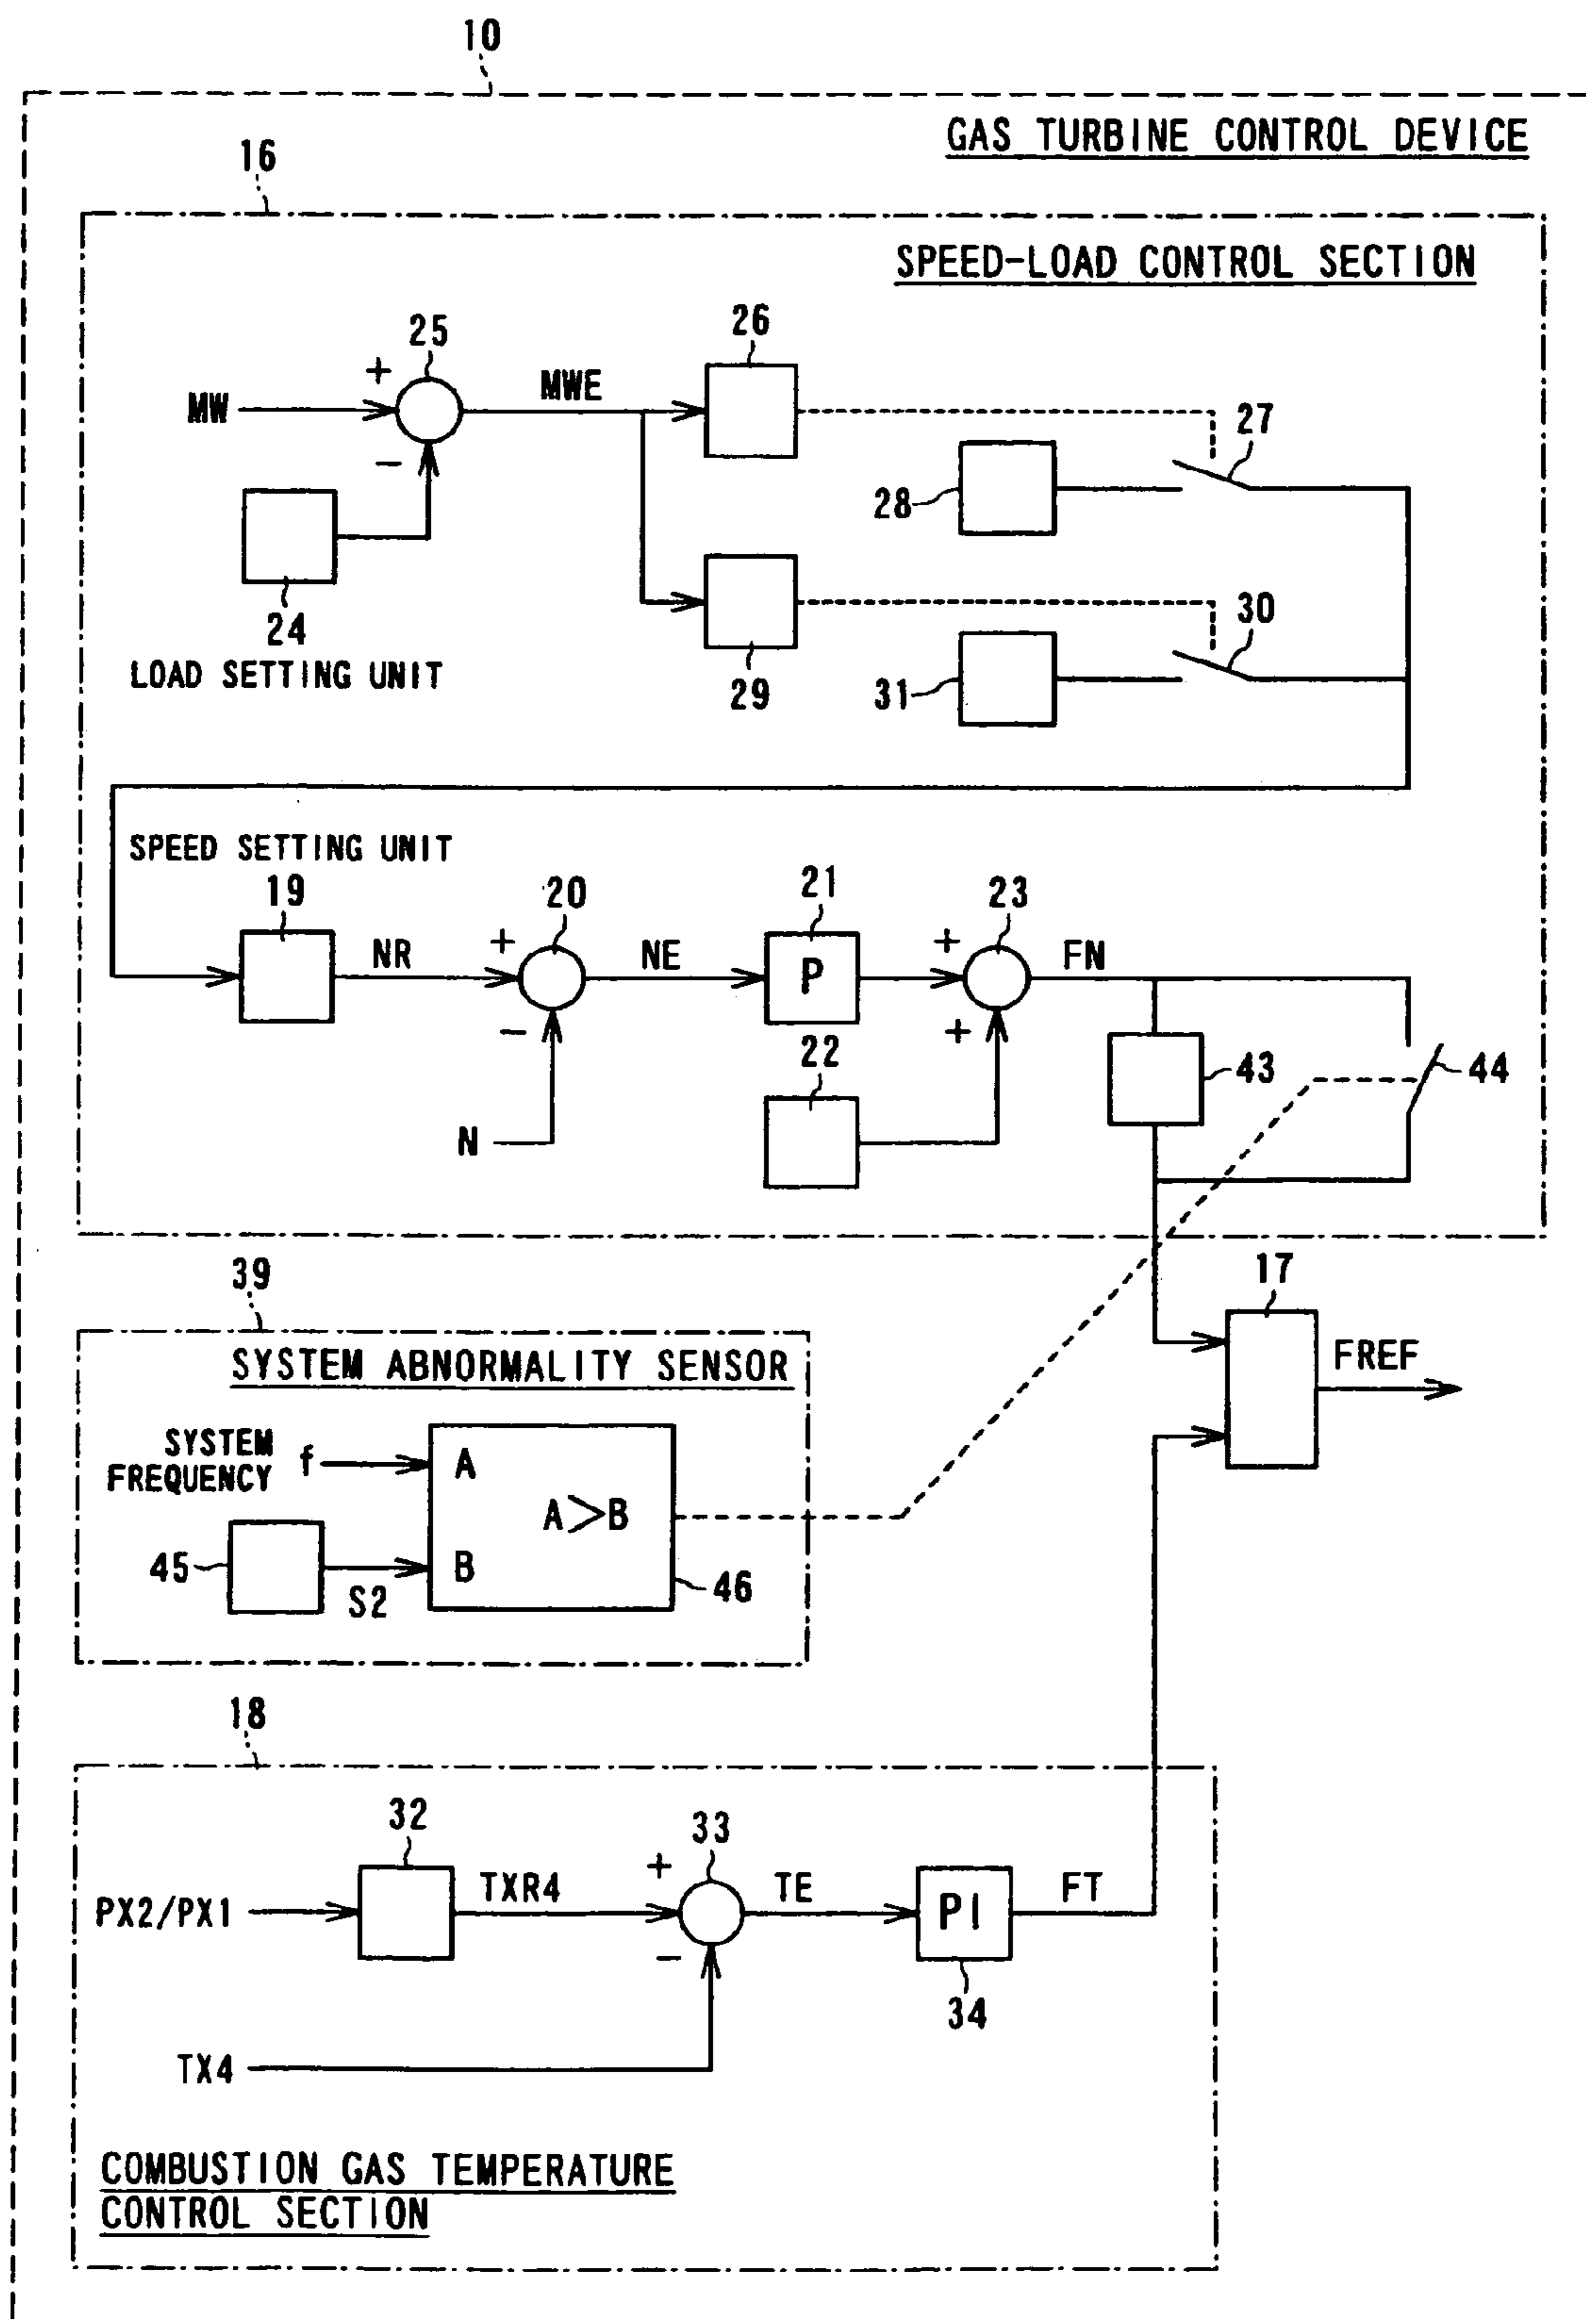 10
GAS TURBINE CONTROL DEVICE
16
SPEED-LOAD CONTROL SECTION
25
26
+
MW
MWE
27
−
28
24
LOAD SETTING UNIT
29
30
31
SPEED SETTING UNIT
19
20
21
23
NR
+
NE
P
+
FN
−
+
22
43
44
N
39
17
SYSTEM ABNORMALITY SENSOR
FREF
SYSTEM
FREQUENCY
f
A
A>B
45
S2
B
46
18
32
33
+
PX2/PX1
TXR4
TE
PI
FT
−
34
TX4
COMBUSTION GAS TEMPERATURE
CONTROL SECTION